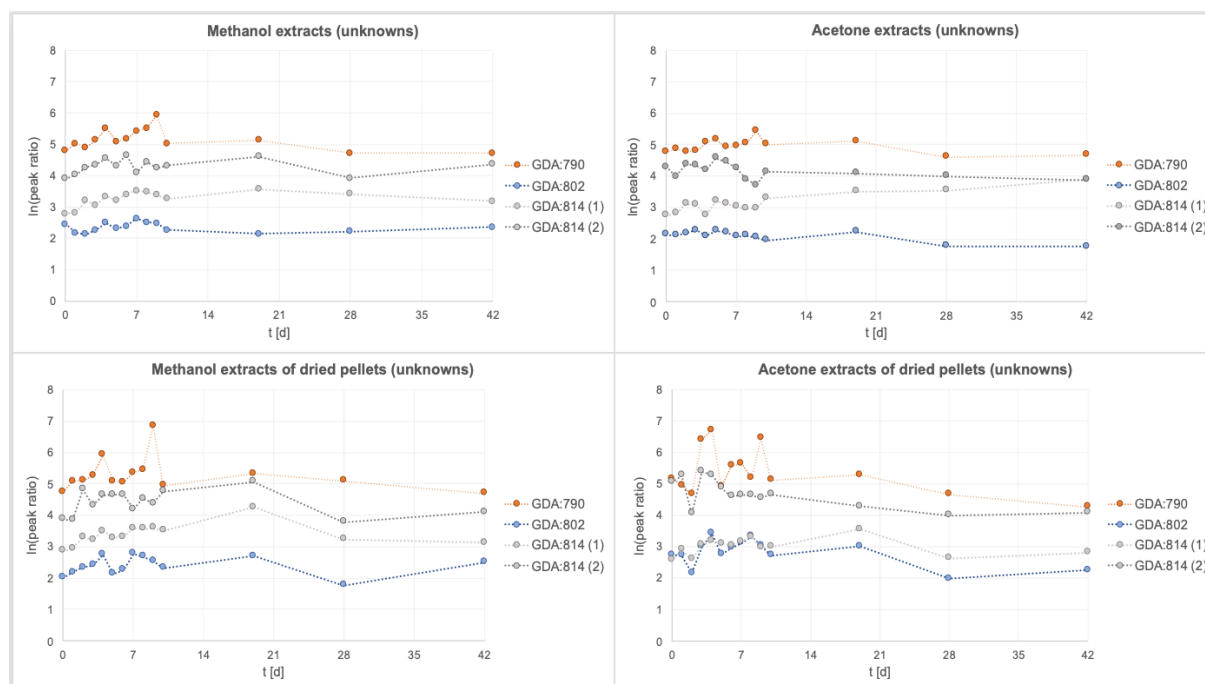 Methanol extracts (unknowns)
8
7
6
5
4
3
2
1
0
ln(peak ratio)
0 7 14 21 28 35 42
t [d]
GDA:790
GDA:802
GDA:814 (1)
GDA:814 (2)
Acetone extracts (unknowns)
8
7
6
5
4
3
2
1
0
ln(peak ratio)
0 7 14 21 28 35 42
t [d]
GDA:790
GDA:802
GDA:814 (1)
GDA:814 (2)
Methanol extracts of dried pellets (unknowns)
8
7
6
5
4
3
2
1
0
ln(peak ratio)
0 7 14 21 28 35 42
t [d]
GDA:790
GDA:802
GDA:814 (1)
GDA:814 (2)
Acetone extracts of dried pellets (unknowns)
8
7
6
5
4
3
2
1
0
ln(peak ratio)
0 7 14 21 28 35 42
t [d]
GDA:790
GDA:802
GDA:814 (1)
GDA:814 (2)